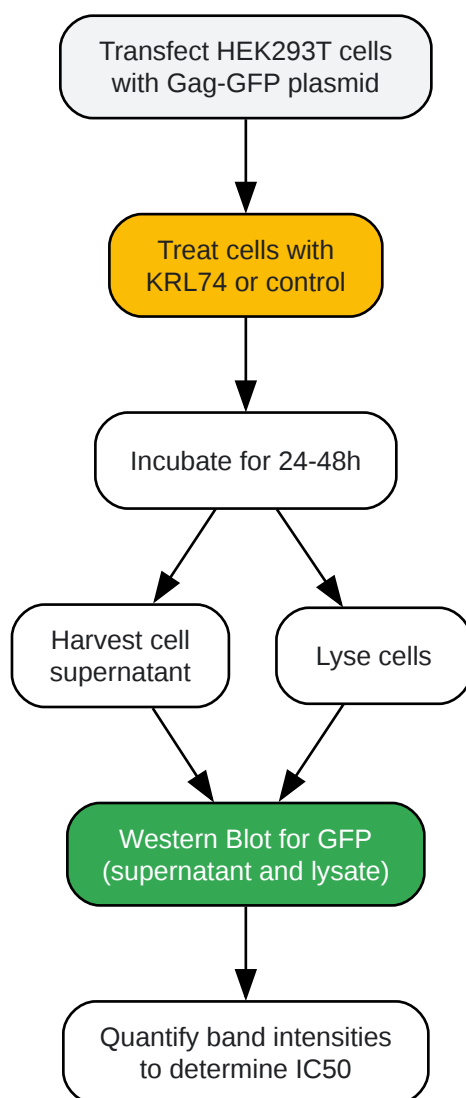 Transfect HEK293T cells
with Gag-GFP plasmid
Treat cells with
KRL74 or control
Incubate for 24-48h
Harvest cell
supernatant
Lyse cells
Western Blot for GFP
(supernatant and lysate)
Quantify band intensities
to determine IC50